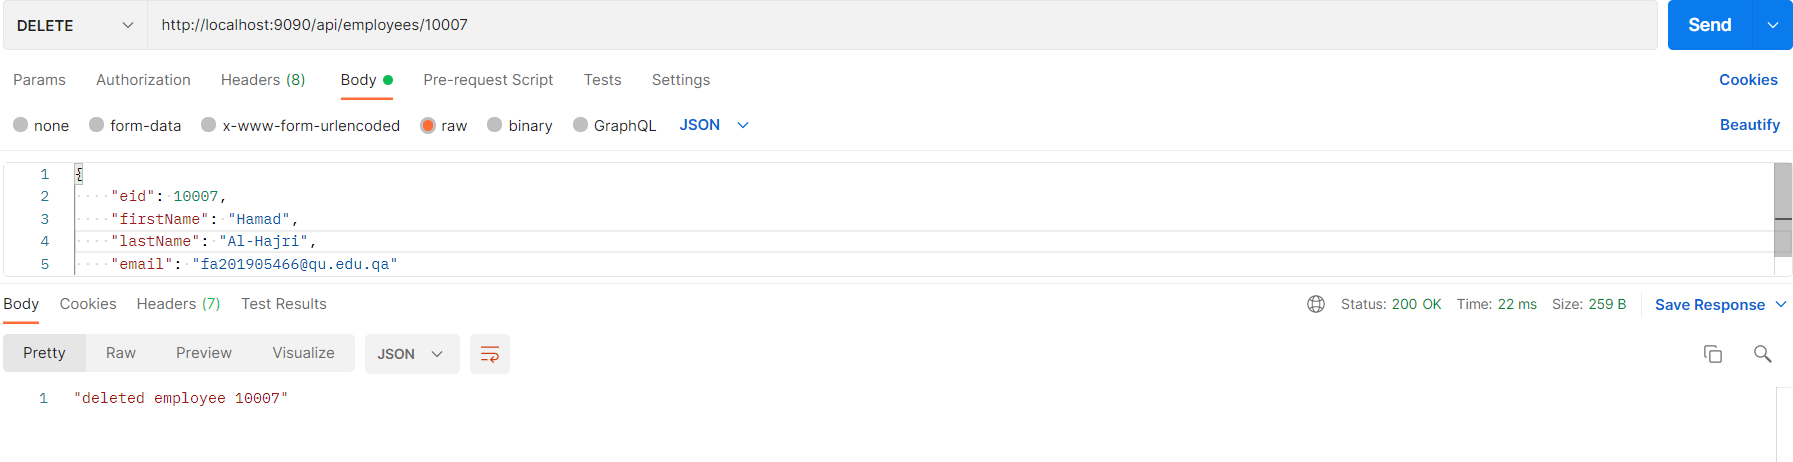 DELETE http://localhost:9090/api/employees/10007 Send
Params Authorization Headers (8) Body Pre-request Script Tests Settings Cookies
none form-data x-www-form-urlencoded raw binary GraphQL JSON Beautify
1 {
2 "eid": 10007,
3 "firstName": "Hamad",
4 "lastName": "Al-Hajri",
5 "email": "fa201905466@qu.edu.qa"
Body Cookies Headers (7) Test Results Status: 200 OK Time: 22 ms Size: 259 B Save Response
Pretty Raw Preview Visualize JSON
1 "deleted employee 10007"